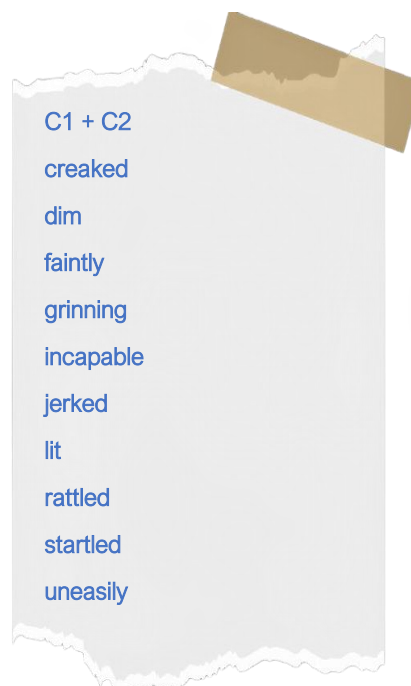 C1 + C2
creaked
dim
faintly
grinning
incapable
jerked
lit
rattled
startled
uneasily